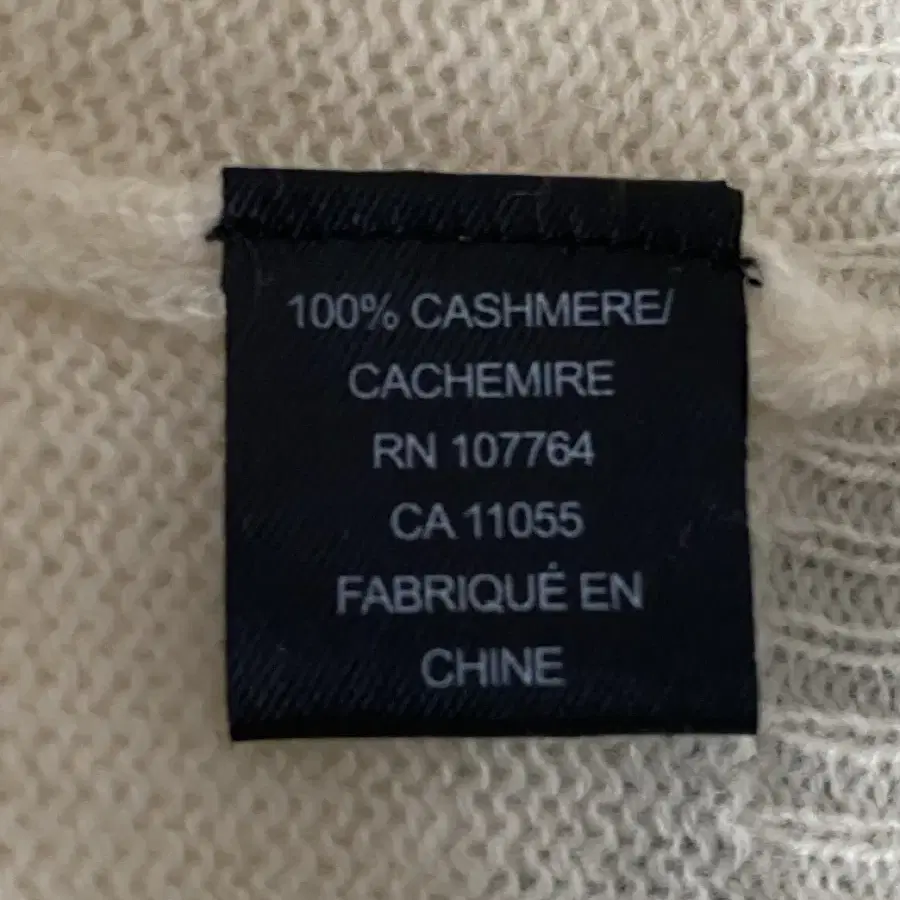 100% CASHMERE/
CACHEMIRE
RN 107764
CA 11055
FABRIQUÉ EN
CHINE